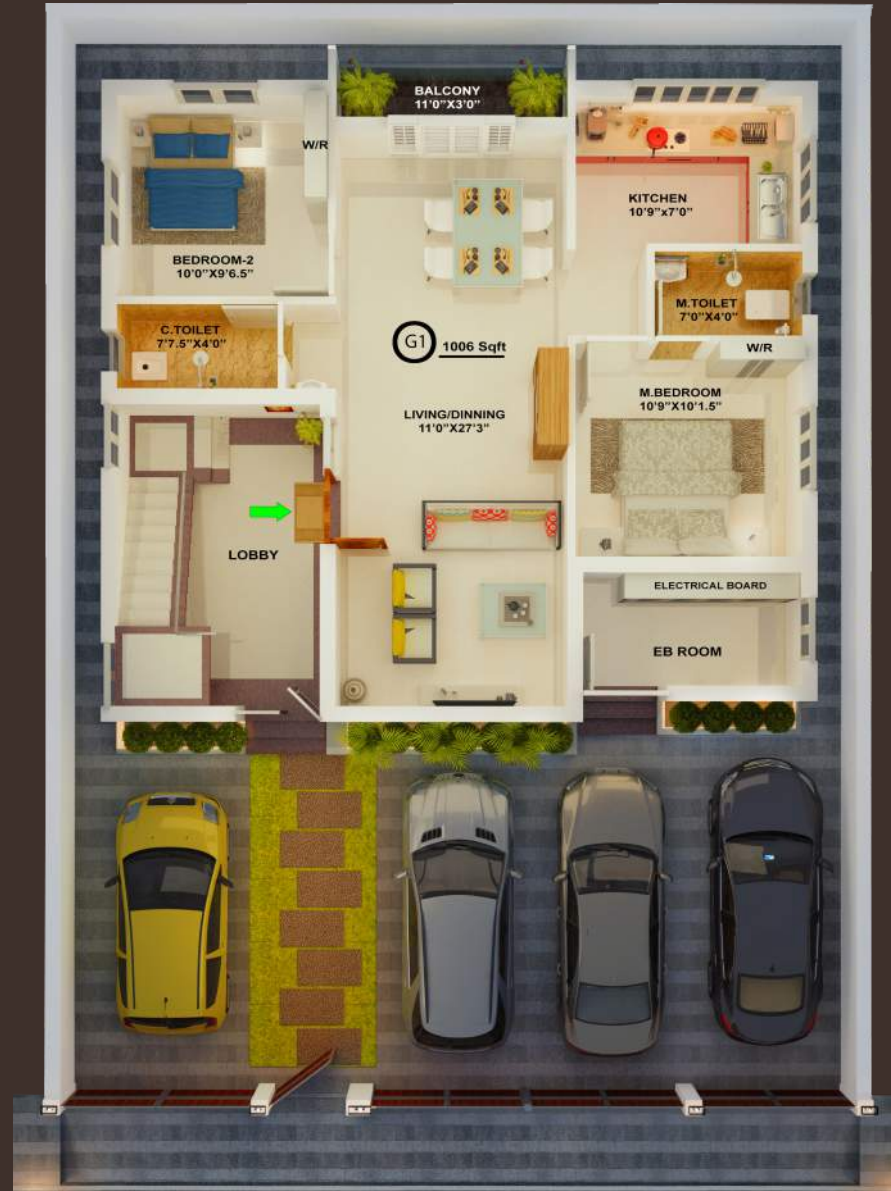 BALCONY
11'0"X3'0"
W/R
KITCHEN
10'9"x7'0"
BEDROOM-2
10'0"X9'6.5"
M.TOILET
7'0"X4'0"
C.TOILET
7'7.5"X4'0"
G1 1006 Sqft
W/R
M.BEDROOM
10'9"X10'1.5"
LIVING/DINNING
11'0"X27'3"
LOBBY
ELECTRICAL BOARD
EB ROOM